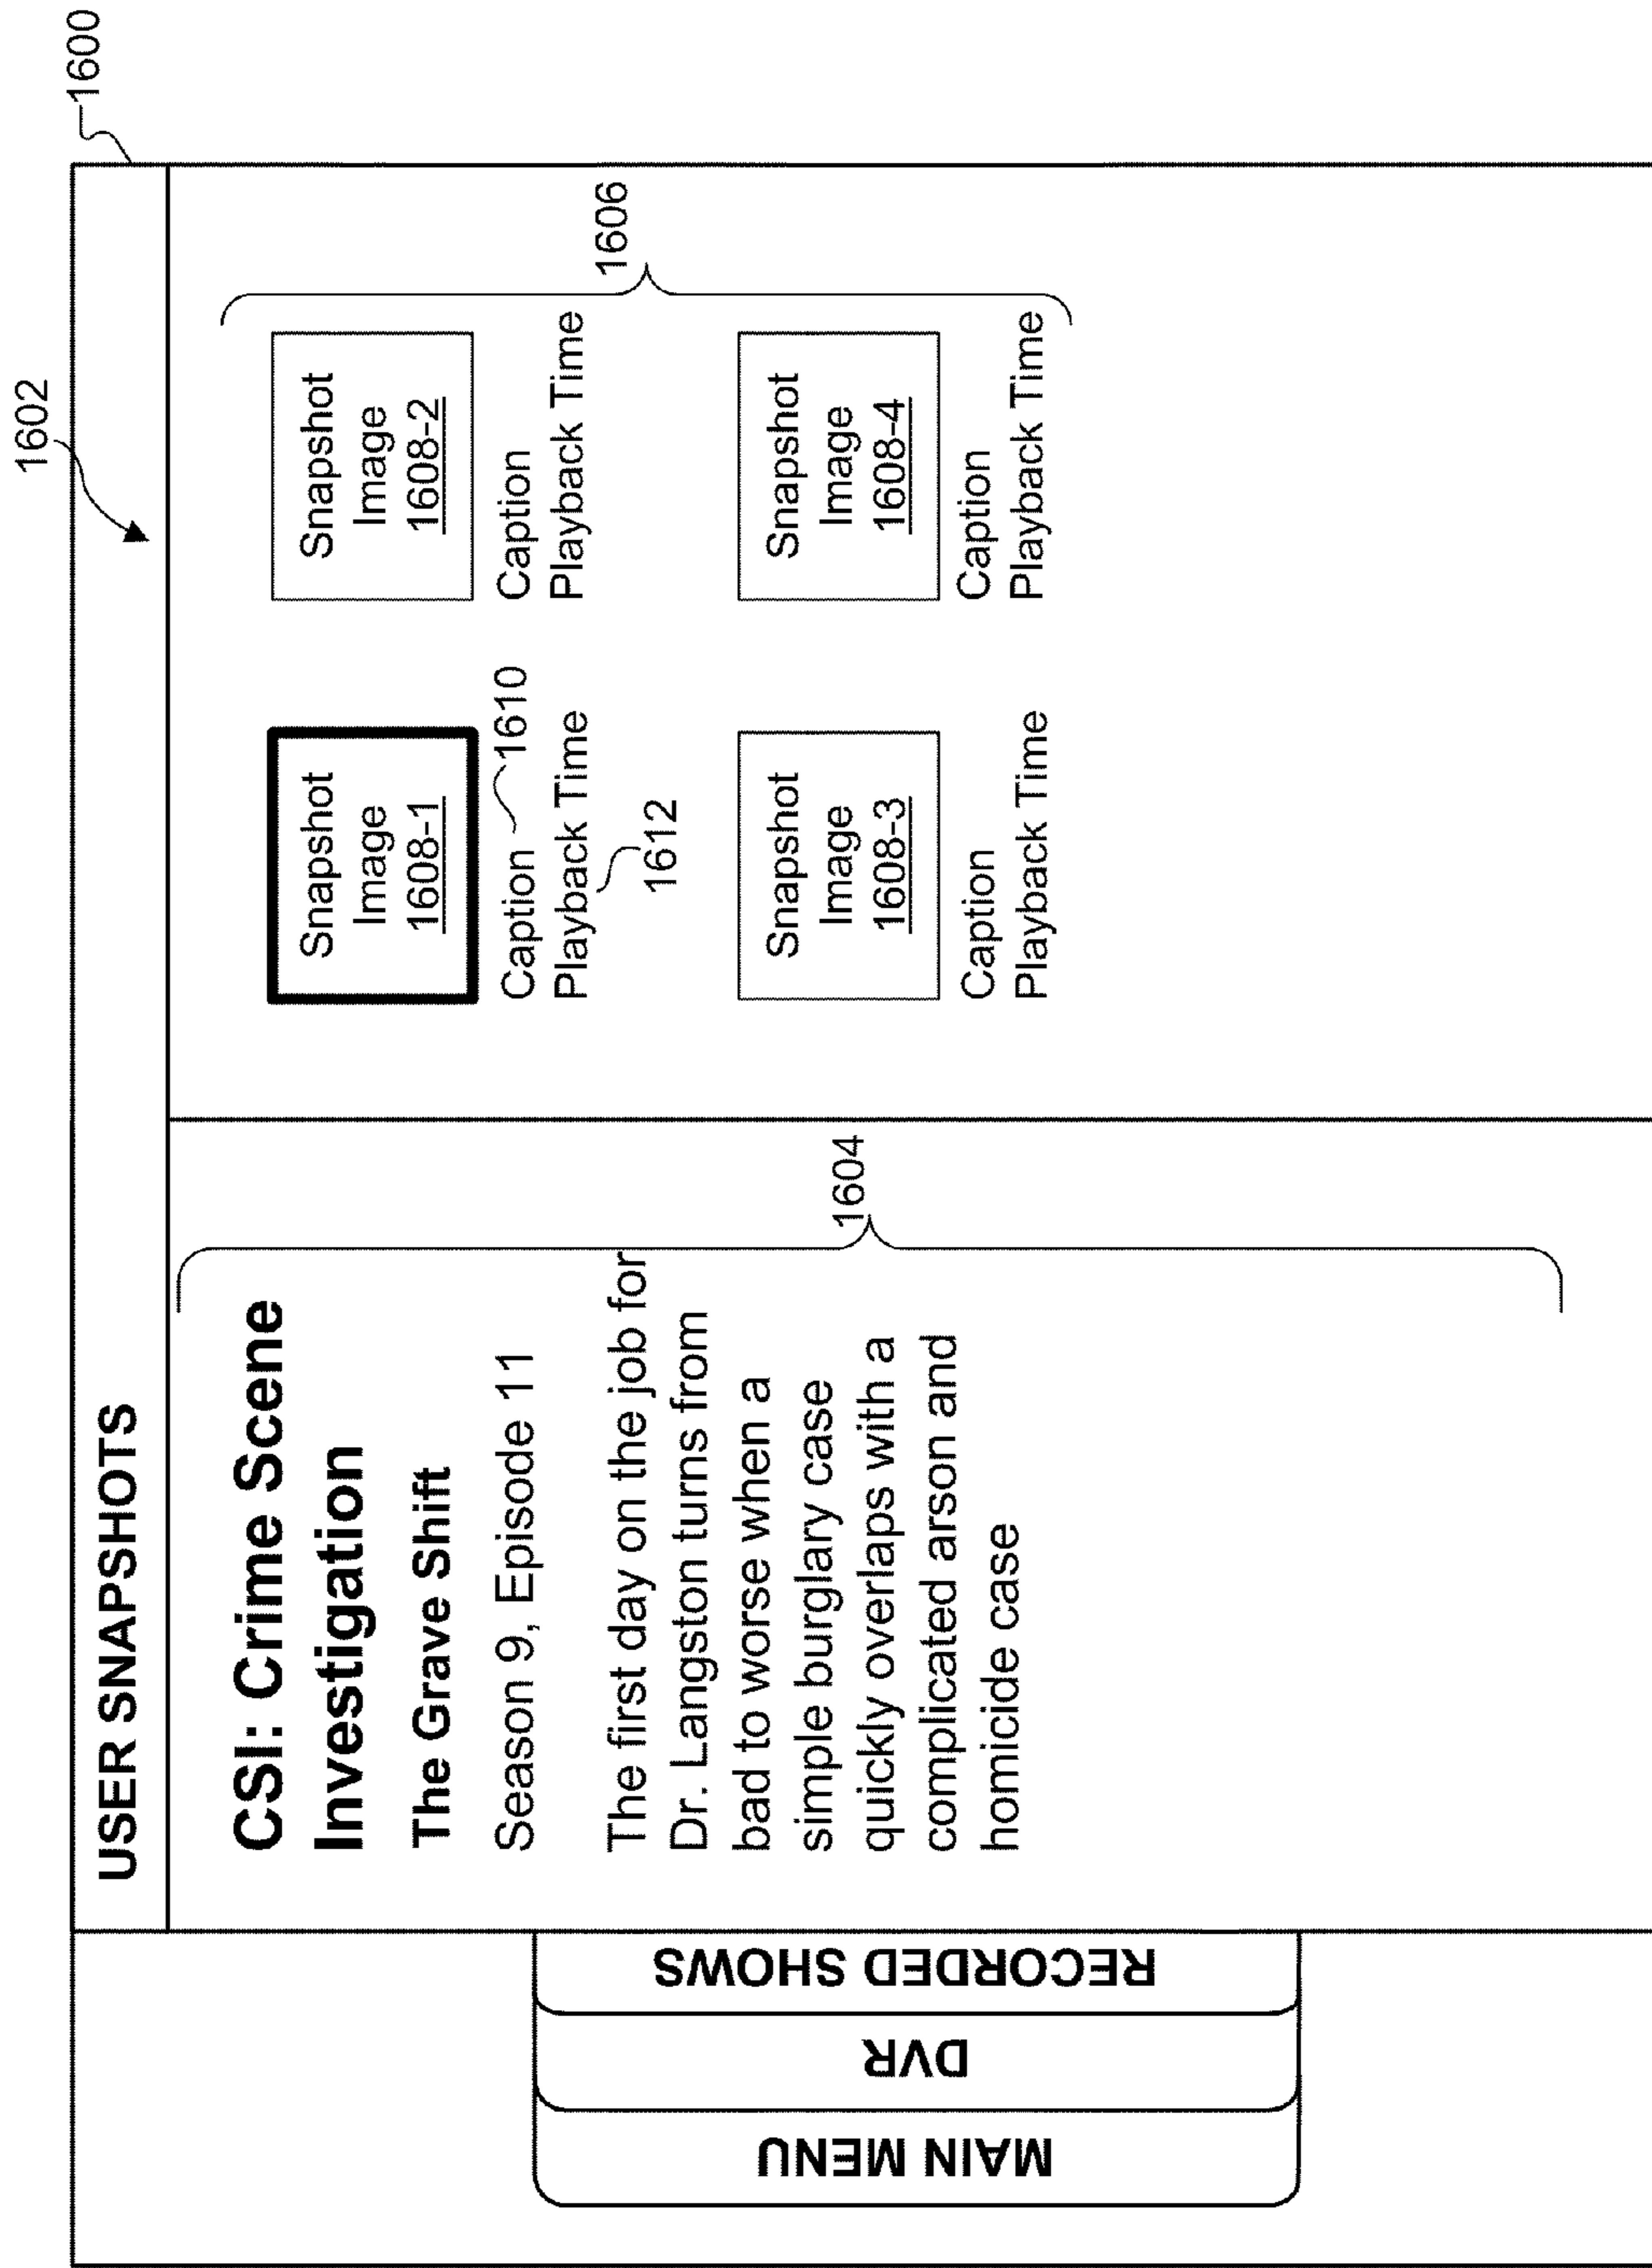 1602
1600
USER SNAPSHOTS
MAIN MENU
DVR
RECORDED SHOWS
CSI: Crime Scene
Investigation
The Grave Shift
Season 9, Episode 11
The first day on the job for
Dr. Langston turns from
bad to worse when a
simple burglary case
quickly overlaps with a
complicated arson and
homicide case
1604
Snapshot
Image
1608-1
Caption
1610
Playback Time
1612
Snapshot
Image
1608-2
Caption
Playback Time
1606
Snapshot
Image
1608-3
Caption
Playback Time
Snapshot
Image
1608-4
Caption
Playback Time